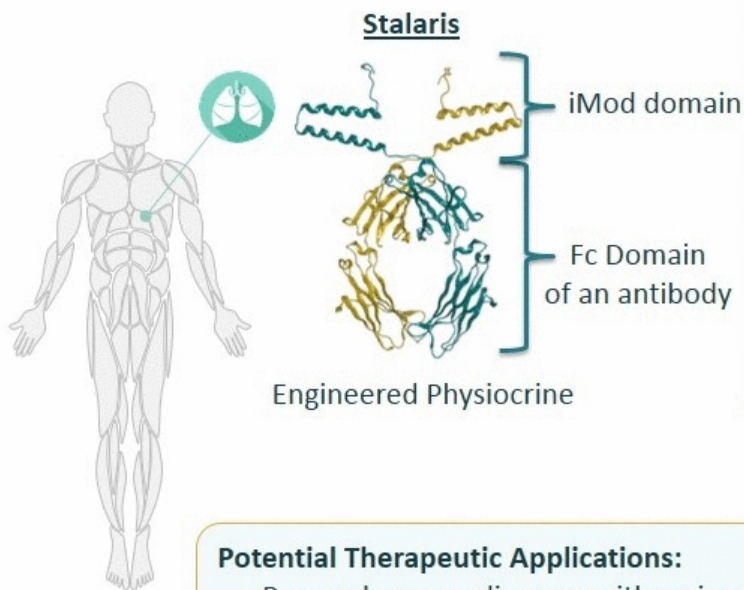 Stalaris
iMod domain
Fc Domain
of an antibody
Engineered Physiocrine
Potential Therapeutic Applications: